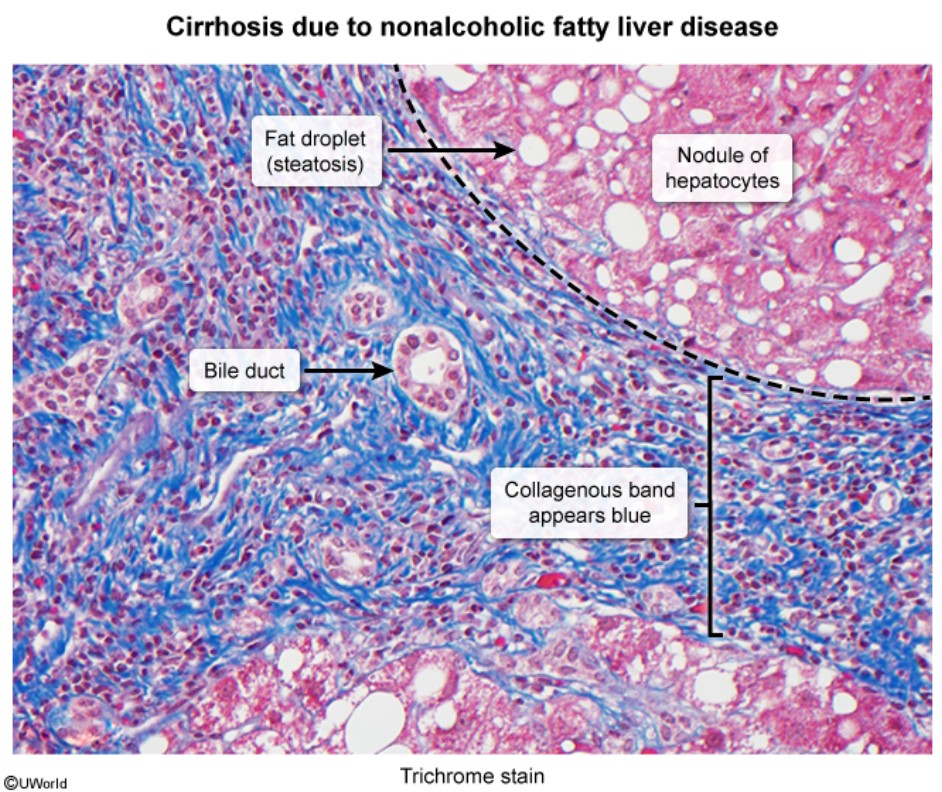 Cirrhosis due to nonalcoholic fatty liver disease
Fat droplet
(steatosis)
Nodule of
hepatocytes
Bile duct
Collagenous band
appears blue
Trichrome stain
©UWorld